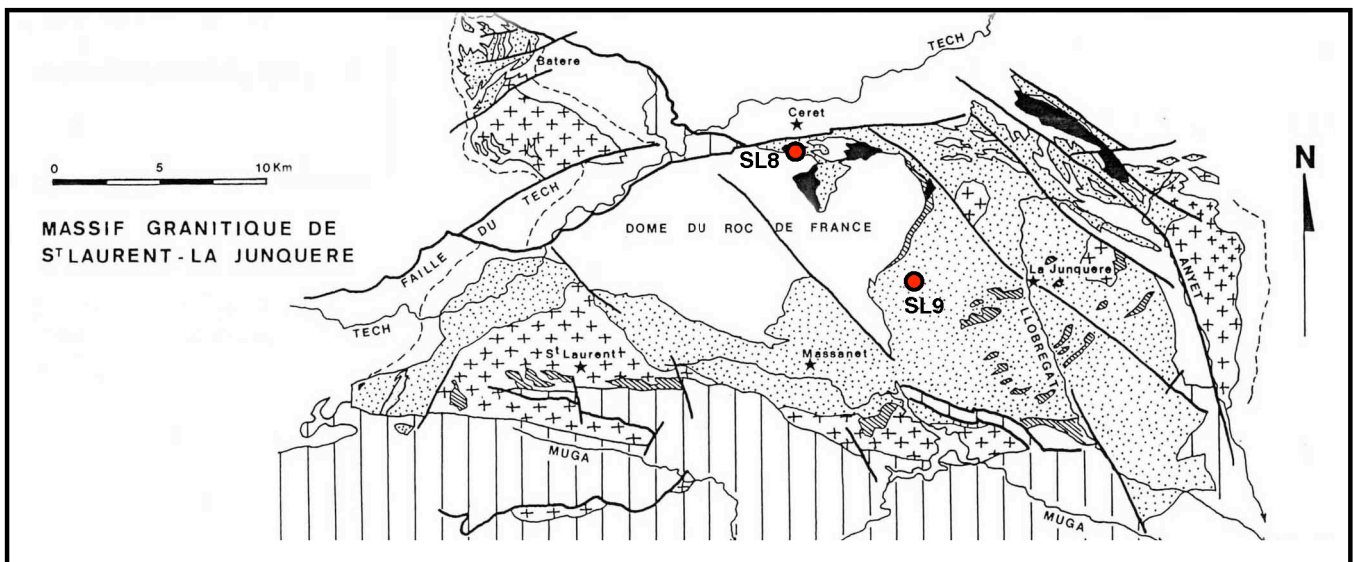 TECH
Batere
Ceret
SL8
N
0 5 10 Km
MASSIF GRANITIQUE DE
ST LAURENT - LA JUNQUERE
FAILLE DU TECH
DOME DU ROC DE FRANCE
La Junquere
ANYET
SL9
TECH
LLOBREGAT
St Laurent
Massanet
MUGA
MUGA